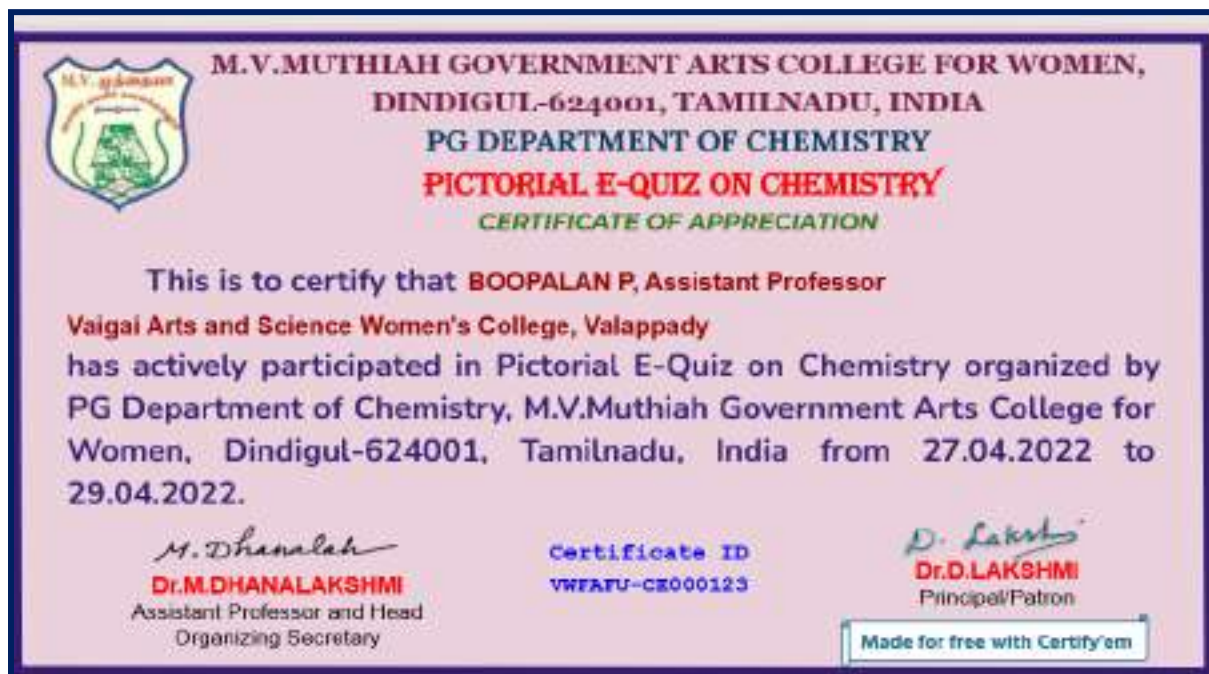 M.V. முத்தையா
M.V.MUTHIAH GOVERNMENT ARTS COLLEGE FOR WOMEN,
DINDIGUL-624001, TAMILNADU, INDIA
PG DEPARTMENT OF CHEMISTRY
PICTORIAL E-QUIZ ON CHEMISTRY
CERTIFICATE OF APPRECIATION
This is to certify that BOOPALAN P, Assistant Professor
Vaigai Arts and Science Women's College, Valappady
has actively participated in Pictorial E-Quiz on Chemistry organized by
PG Department of Chemistry, M.V.Muthiah Government Arts College for
Women, Dindigul-624001, Tamilnadu, India from 27.04.2022 to
29.04.2022.
M. Dhanalah
Certificate ID
D. Lakshi
Dr.M.DHANALAKSHMI
VWFAFU-CE000123
Dr.D.LAKSHMI
Assistant Professor and Head
Principal/Patron
Organizing Secretary
Made for free with Certify'em